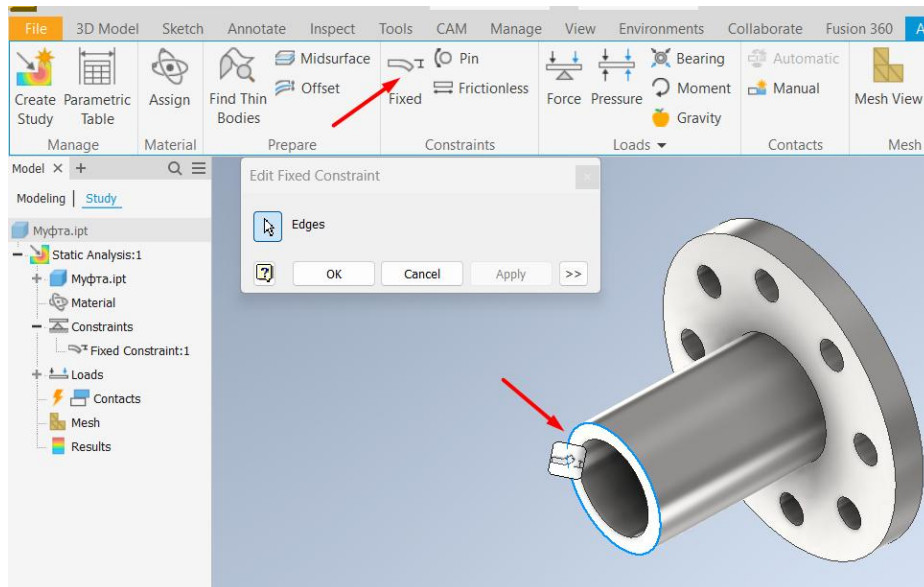 File 3D Model Sketch Annotate Inspect Tools CAM Manage View Environments Collaborate Fusion 360 A
Create Study
Parametric Table
Manage
Assign
Material
Find Thin Bodies
Midsurface
Offset
Prepare
Fixed
Pin
Frictionless
Constraints
Force
Pressure
Bearing
Moment
Gravity
Loads
Automatic
Manual
Contacts
Mesh View
Mesh
Model × +
Modeling | Study
Муфта.ipt
Static Analysis:1
Муфта.ipt
Material
Constraints
Fixed Constraint:1
Loads
Contacts
Mesh
Results
Edit Fixed Constraint
Edges
OK Cancel Apply >>